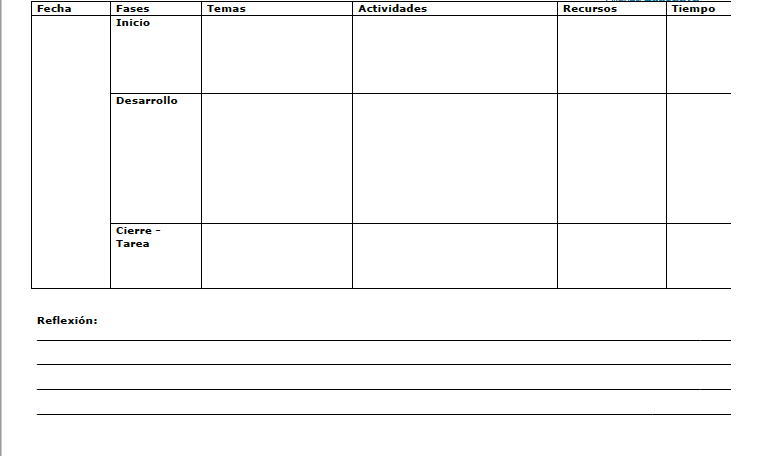 Fecha Fases Temas Actividades Recursos Tiempo
Inicio
Desarrollo
Cierre –
Tarea
Reflexión: